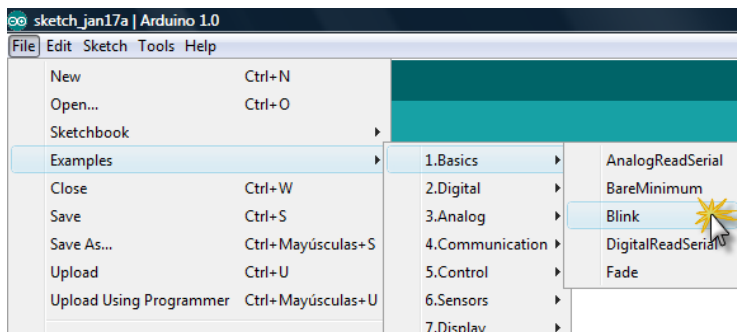 sketch_jan17a | Arduino 1.0
File Edit Sketch Tools Help
New Ctrl+N
Open... Ctrl+O
Sketchbook
Examples
Close Ctrl+W
Save Ctrl+S
Save As... Ctrl+Mayúsculas+S
Upload Ctrl+U
Upload Using Programmer Ctrl+Mayúsculas+U
1.Basics
2.Digital
3.Analog
4.Communication
5.Control
6.Sensors
7.Display
AnalogReadSerial
BareMinimum
Blink
DigitalReadSerial
Fade